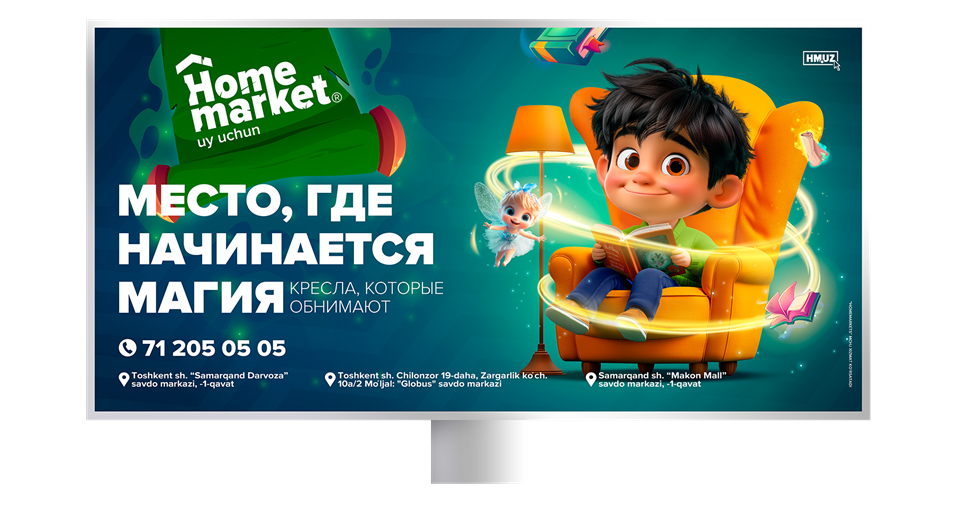 Home
market®
uy uchun
HM.UZ
МЕСТО, ГДЕ
НАЧИНАЕТСЯ
МАГИЯ
КРЕСЛА, КОТОРЫЕ
ОБНИМАЮТ
71 205 05 05
Toshkent sh. “Samarqand Darvoza”
savdo markazi, -1-qavat
Toshkent sh. Chilonzor 19-daha, Zargarlik ko'ch.
10a/2 Mo'ljal: "Globus" savdo markazi
Samarqand sh. “Makon Mall”
savdo markazi, -1-qavat